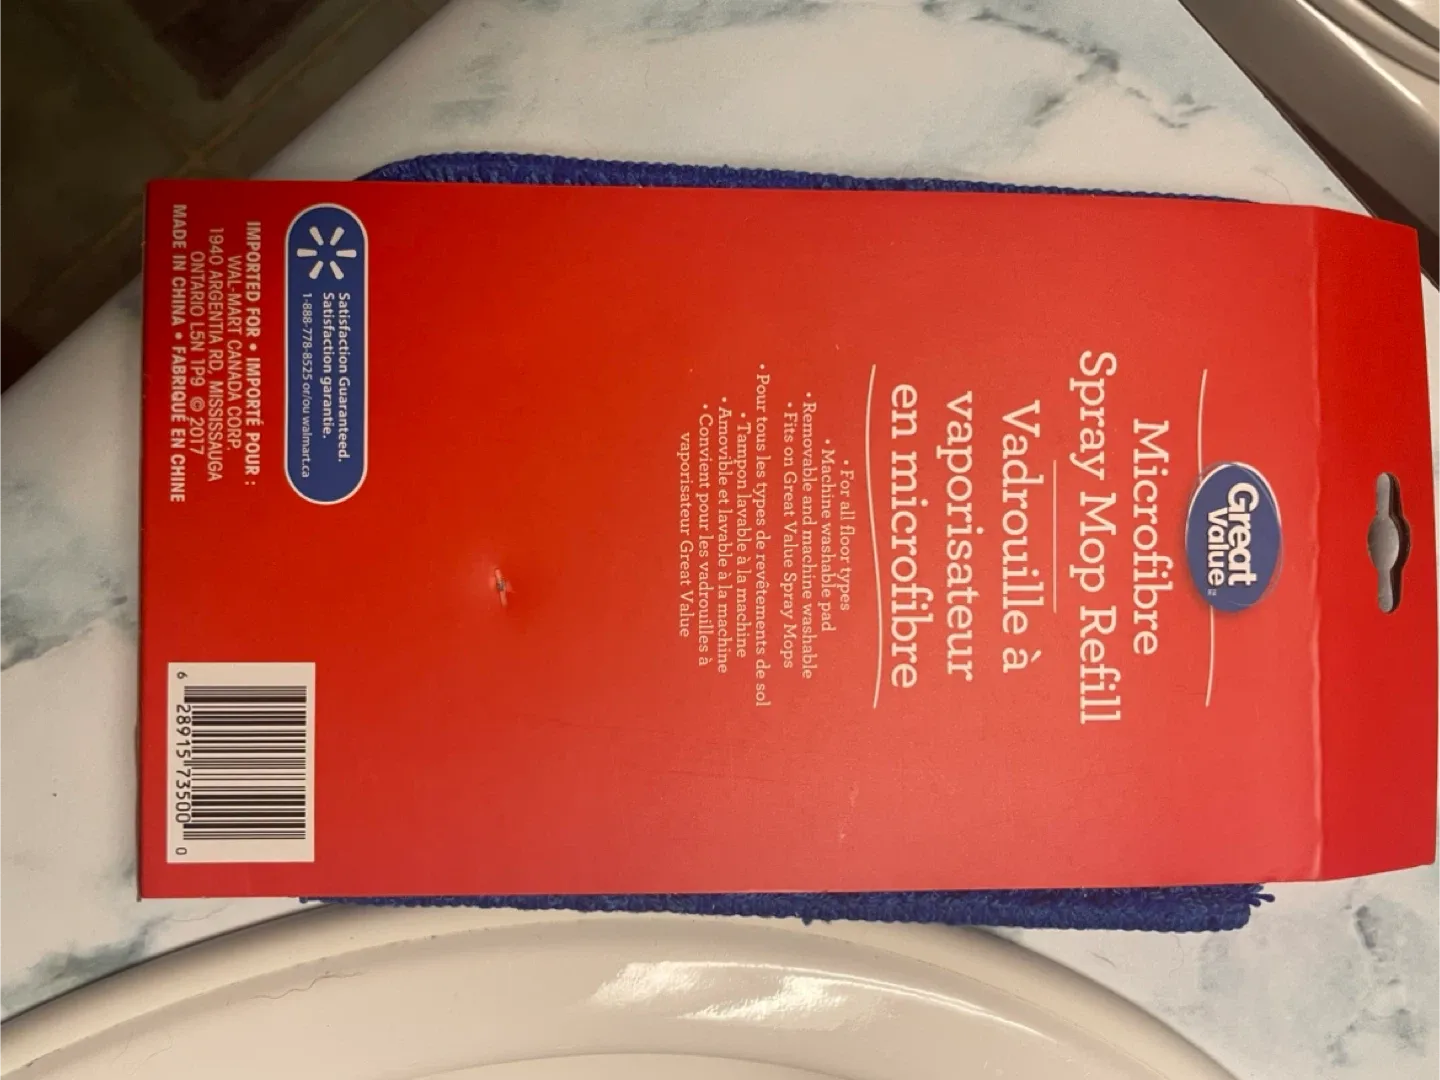 Great
Value™
Microfibre
Spray Mop Refill
Vadrouille à
vaporisateur
en microfibre
• For all floor types
• Machine washable pad
• Removable and machine washable
• Fits on Great Value Spray Mops
• Pour tous les types de revêtements de sol
• Tampon lavable à la machine
• Amovible et lavable à la machine
• Convient pour les vadrouilles à
vaporisateur Great Value
Satisfaction Guaranteed.
Satisfaction garantie.
1-888-778-8525 or/ou walmart.ca
IMPORTED FOR • IMPORTÉ POUR :
WAL-MART CANADA CORP.
1940 ARGENTIA RD, MISSISSAUGA
ONTARIO L5N 1P9 © 2017
MADE IN CHINA • FABRIQUÉ EN CHINE
6 28915 73500 0